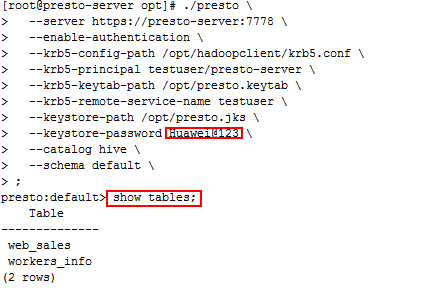 [root@presto-server opt]# ./presto \
> --server https://presto-server:7778 \
> --enable-authentication \
> --krb5-config-path /opt/hadoopclient/krb5.conf \
> --krb5-principal testuser/presto-server \
> --krb5-keytab-path /opt/presto.keytab \
> --krb5-remote-service-name testuser \
> --keystore-path /opt/presto.jks \
> --keystore-password Huawei@123 \
> --catalog hive \
> --schema default \
> ;
presto:default> show tables;
Table
--------------
web_sales
workers_info
(2 rows)